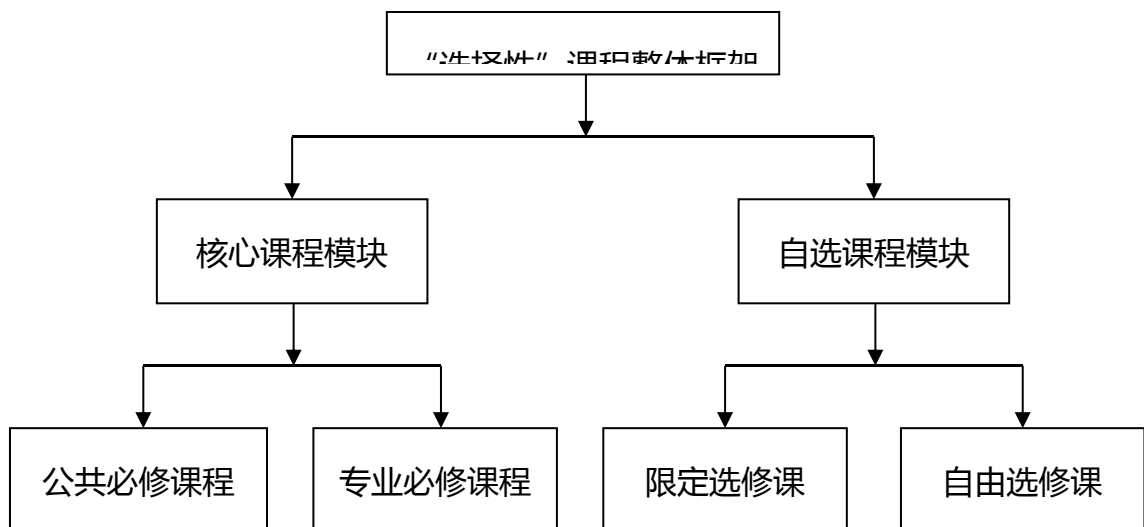 “选择性”课程整体框架
核心课程模块
自选课程模块
公共必修课程
专业必修课程
限定选修课
自由选修课